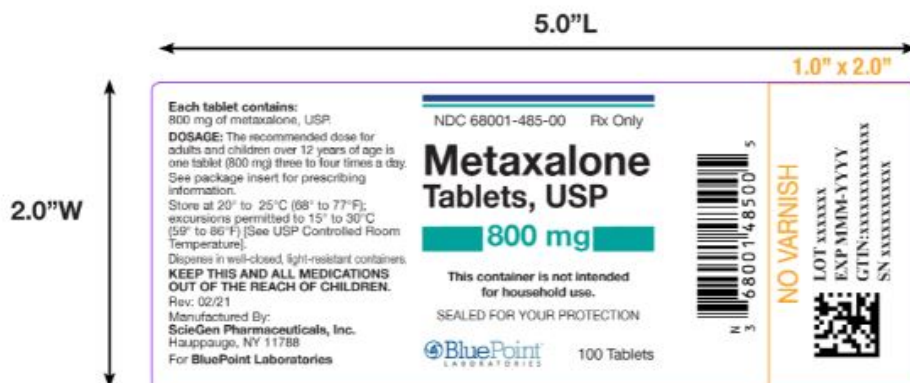 5.0”L
1.0” x 2.0”
2.0”W
Each tablet contains:
800 mg of metaxalone, USP.
DOSAGE: The recommended dose for
adults and children over 12 years of age is
one tablet (800 mg) three to four times a day.
See package insert for prescribing
information.
Store at 20° to 25°C (68° to 77°F);
excursions permitted to 15° to 30°C
(59° to 86°F) [See USP Controlled Room
Temperature].
Dispense in well-closed, light-resistant containers.
KEEP THIS AND ALL MEDICATIONS
OUT OF THE REACH OF CHILDREN.
Rev: 02/21
Manufactured By:
ScieGen Pharmaceuticals, Inc.
Hauppauge, NY 11788
For BluePoint Laboratories
NDC 68001-485-00 Rx Only
Metaxalone
Tablets, USP
800 mg
This container is not intended
for household use.
SEALED FOR YOUR PROTECTION
BluePoint
LABORATORIES
100 Tablets
N
3 68001 48500 5
NO VARNISH
LOT xxxxxxx
EXP MMM-YYYY
GTIN:xxxxxxxxxxxxxx
SN xxxxxxxxxxxx